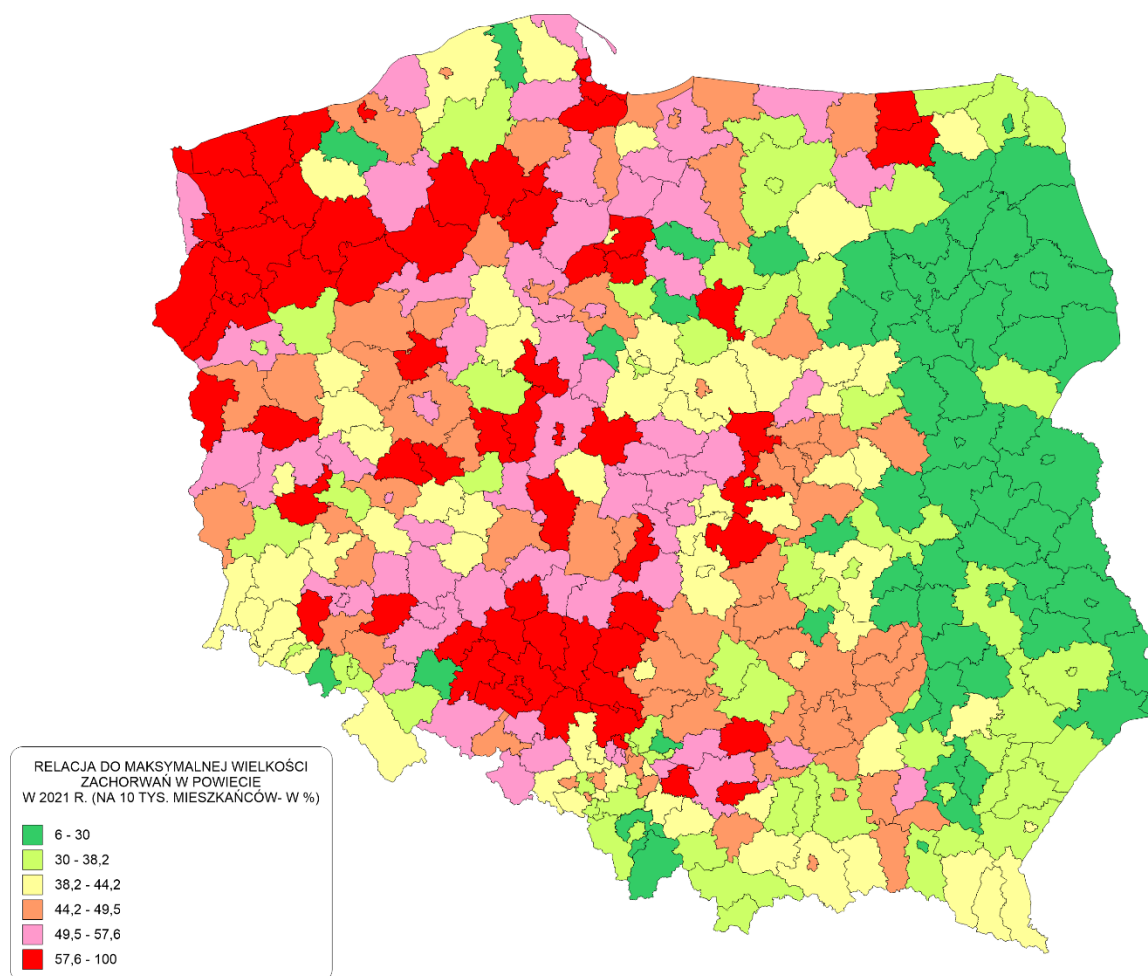 RELACJA DO MAKSYMALNEJ WIELKOŚCI
ZACHORWAŃ W POWIECIE
W 2021 R. (NA 10 TYS. MIESZKAŃCÓW- W %)
6 - 30
30 - 38,2
38,2 - 44,2
44,2 - 49,5
49,5 - 57,6
57,6 - 100